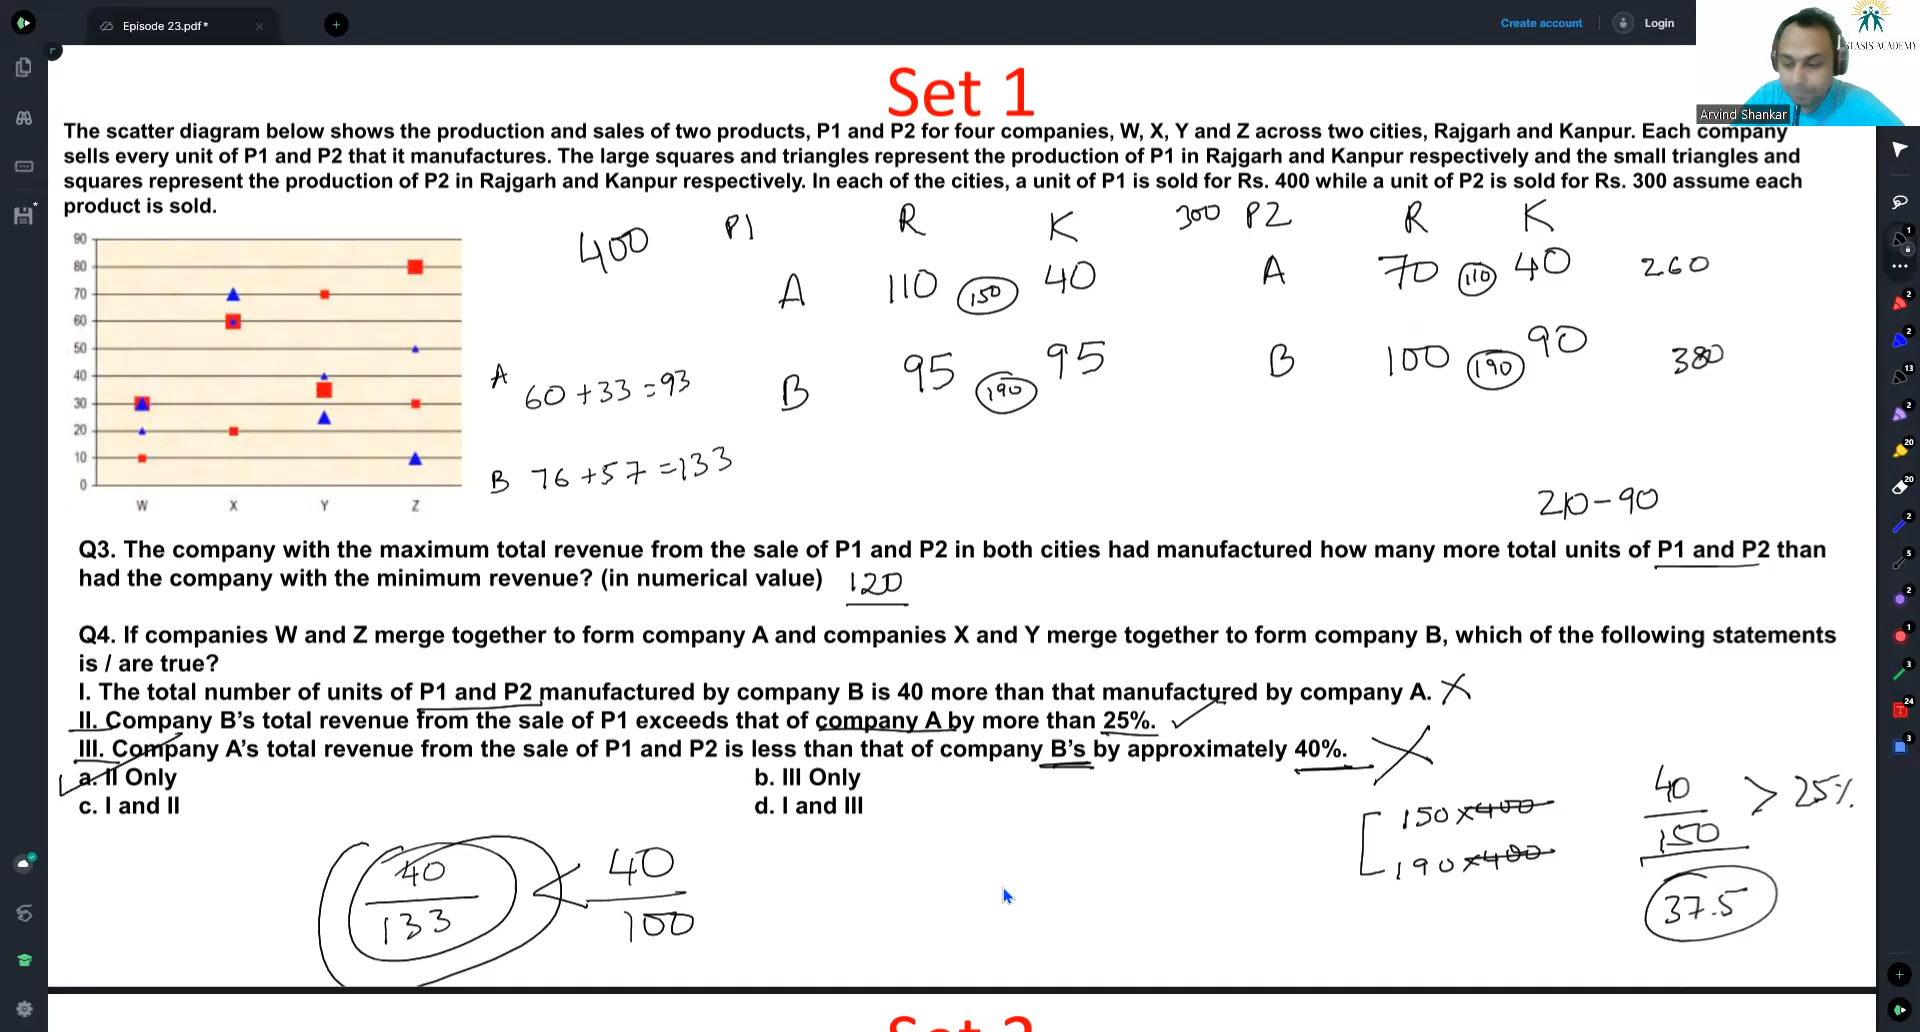 Episode 23.pdf*
Create account
Login
STASIS ACADEMY
Arvind Shankar
Set 1
The scatter diagram below shows the production and sales of two products, P1 and P2 for four companies, W, X, Y and Z across two cities, Rajgarh and Kanpur. Each company
sells every unit of P1 and P2 that it manufactures. The large squares and triangles represent the production of P1 in Rajgarh and Kanpur respectively and the small triangles and
squares represent the production of P2 in Rajgarh and Kanpur respectively. In each of the cities, a unit of P1 is sold for Rs. 400 while a unit of P2 is sold for Rs. 300 assume each
product is sold.
90
80
70
60
50
40
30
20
10
0
W X Y Z
400
P1 R K
A 110 150 40
B 95 190 95
300 P2 R K
A 70 110 40 260
B 100 190 90 380
A 60 + 33 = 93
B 76 + 57 = 133
210 - 90
Q3. The company with the maximum total revenue from the sale of P1 and P2 in both cities had manufactured how many more total units of P1 and P2 than
had the company with the minimum revenue? (in numerical value) 120
Q4. If companies W and Z merge together to form company A and companies X and Y merge together to form company B, which of the following statements
is / are true?
I. The total number of units of P1 and P2 manufactured by company B is 40 more than that manufactured by company A.
II. Company B's total revenue from the sale of P1 exceeds that of company A by more than 25%.
III. Company A's total revenue from the sale of P1 and P2 is less than that of company B's by approximately 40%.
a. II Only b. III Only
c. I and II d. I and III
40
133
<
40
100
150 x 400
190 x 400
40
150
> 25%
37.5